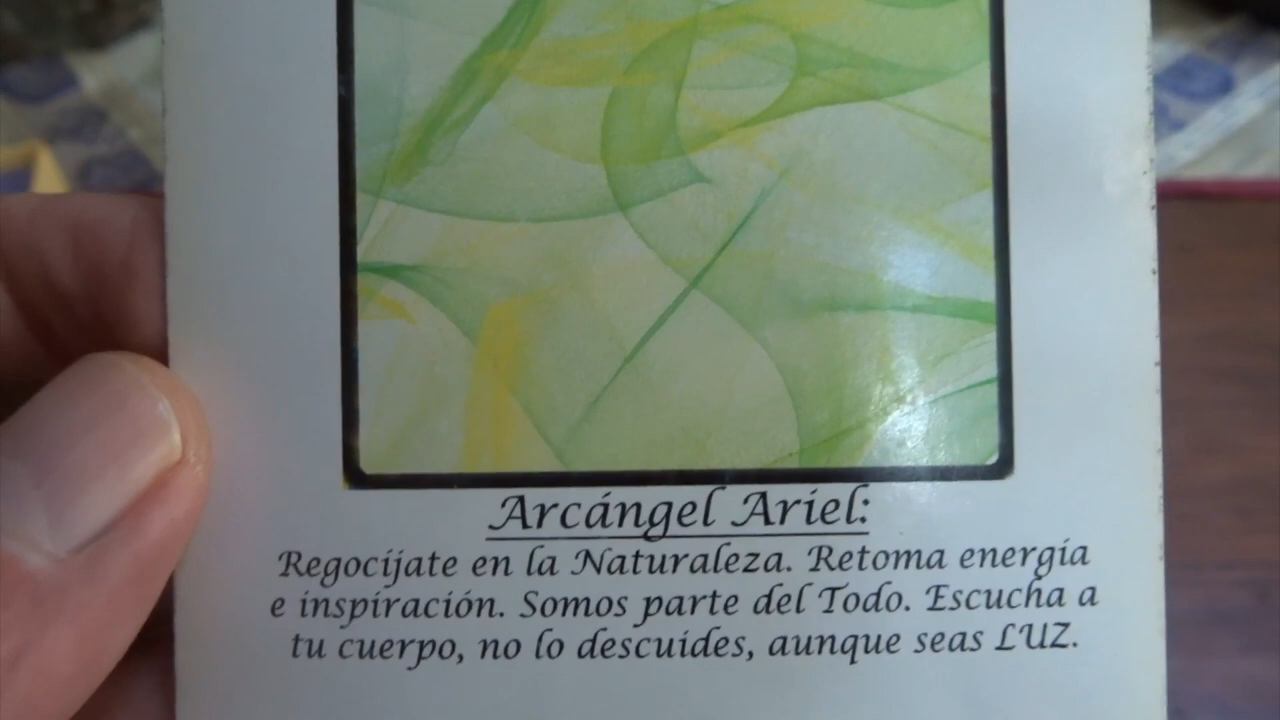 Arcángel Ariel:
Regocíjate en la Naturaleza. Retoma energía
e inspiración. Somos parte del Todo. Escucha a
tu cuerpo, no lo descuides, aunque seas LUZ.